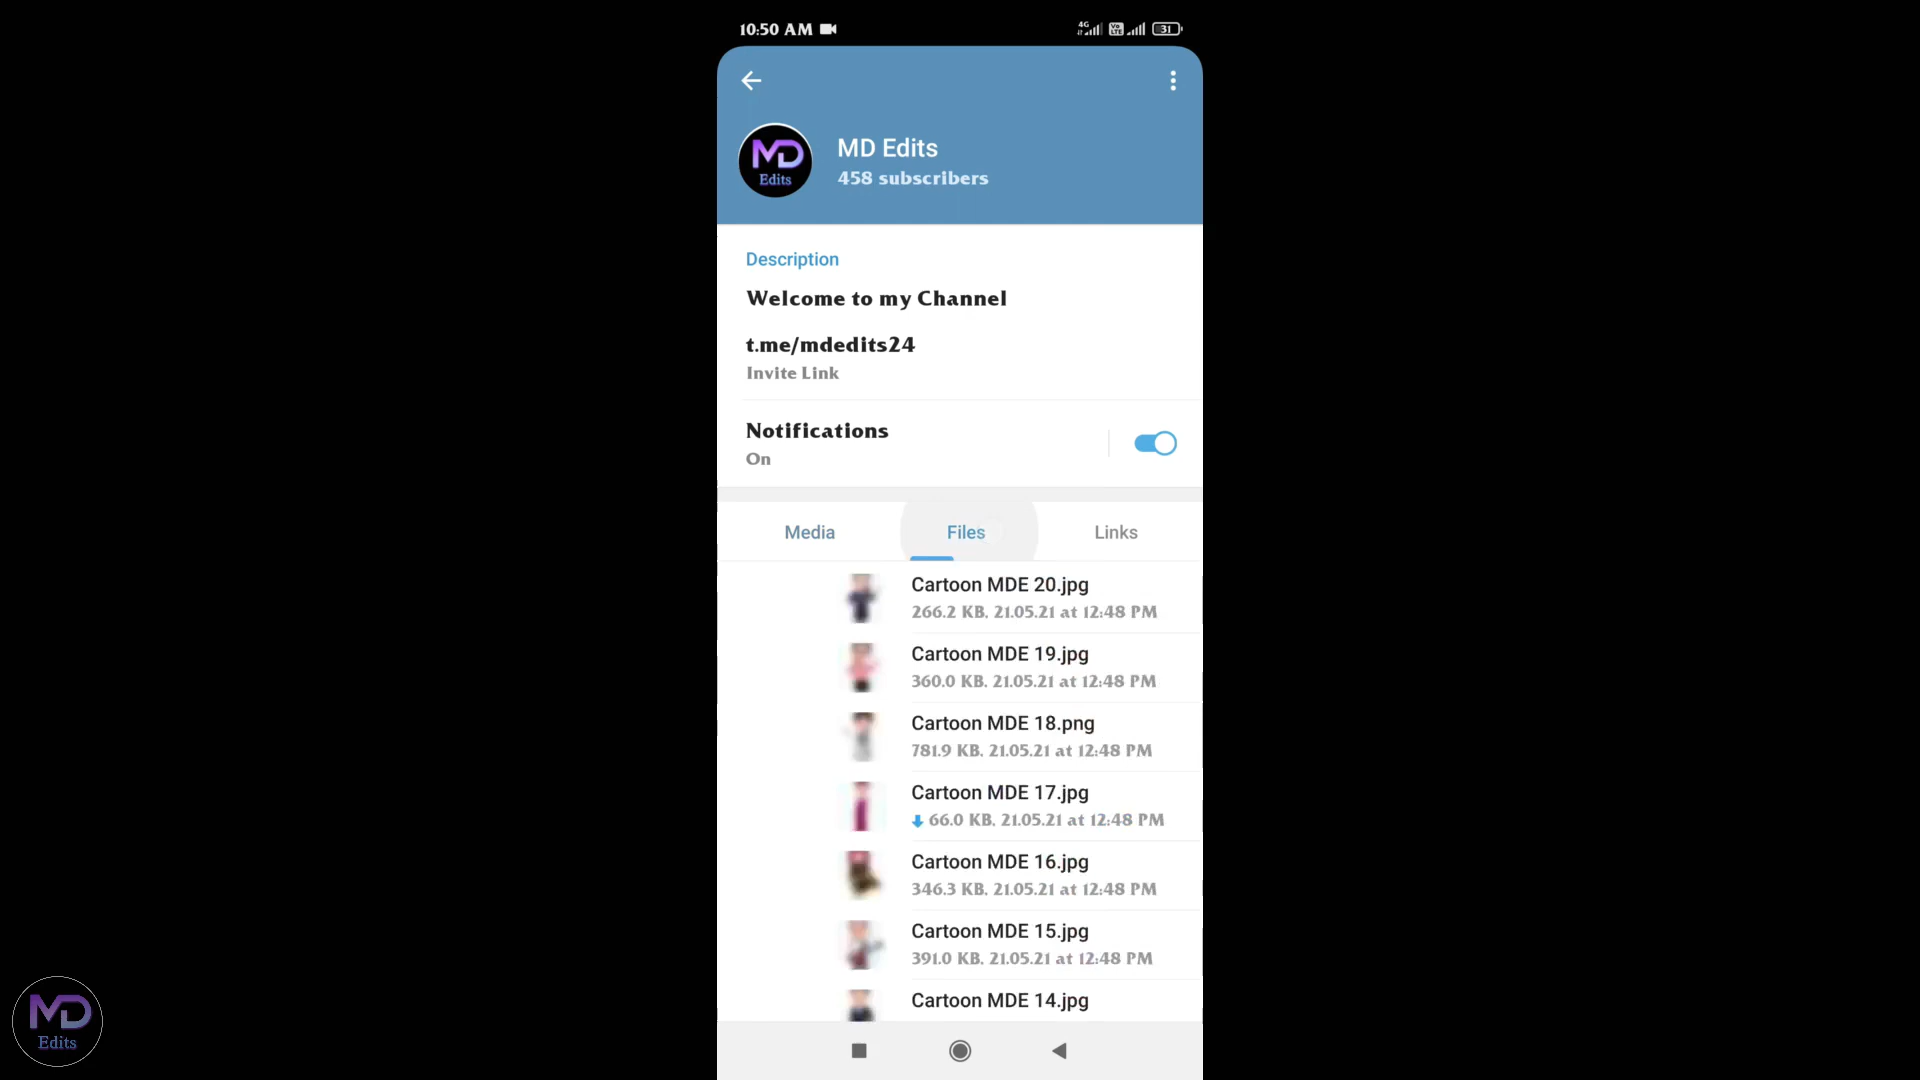 10:50 AM
4G
Vo
LTE
31
MD
Edits
MD Edits
458 subscribers
Description
Welcome to my Channel
t.me/mdedits24
Invite Link
Notifications
On
Media
Files
Links
Cartoon MDE 20.jpg
266.2 KB, 21.05.21 at 12:48 PM
Cartoon MDE 19.jpg
360.0 KB, 21.05.21 at 12:48 PM
Cartoon MDE 18.png
781.9 KB, 21.05.21 at 12:48 PM
Cartoon MDE 17.jpg
66.0 KB, 21.05.21 at 12:48 PM
Cartoon MDE 16.jpg
346.3 KB, 21.05.21 at 12:48 PM
Cartoon MDE 15.jpg
391.0 KB, 21.05.21 at 12:48 PM
Cartoon MDE 14.jpg
MD
Edits